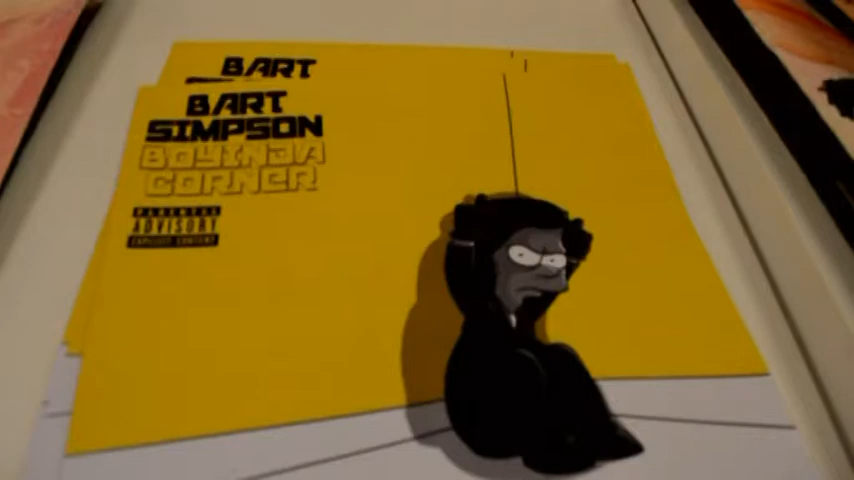 BART
BART
SIMPSON
BOYINDA
CORNER
PARENTAL
ADVISORY
EXPLICIT CONTENT